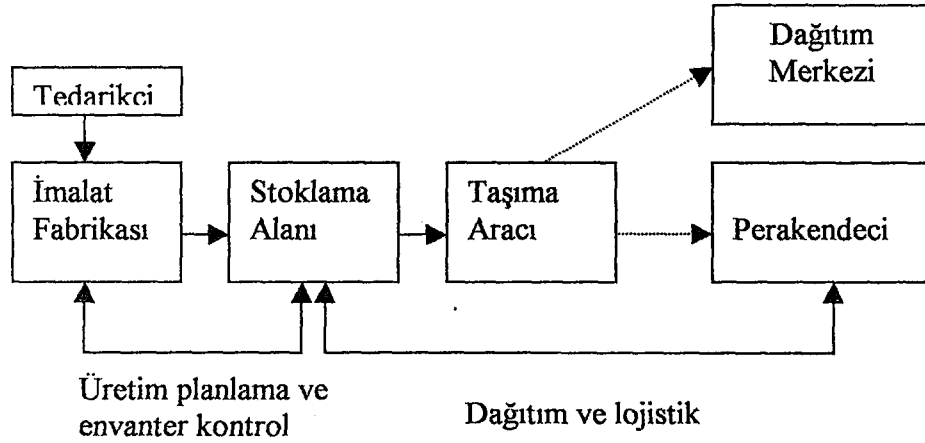 Dağıtım
Merkezi
Tedarikci
İmalat
Fabrikası
Stoklama
Alanı
Taşıma
Aracı
Perakendeci
Üretim planlama ve
envanter kontrol
Dağıtım ve lojistik